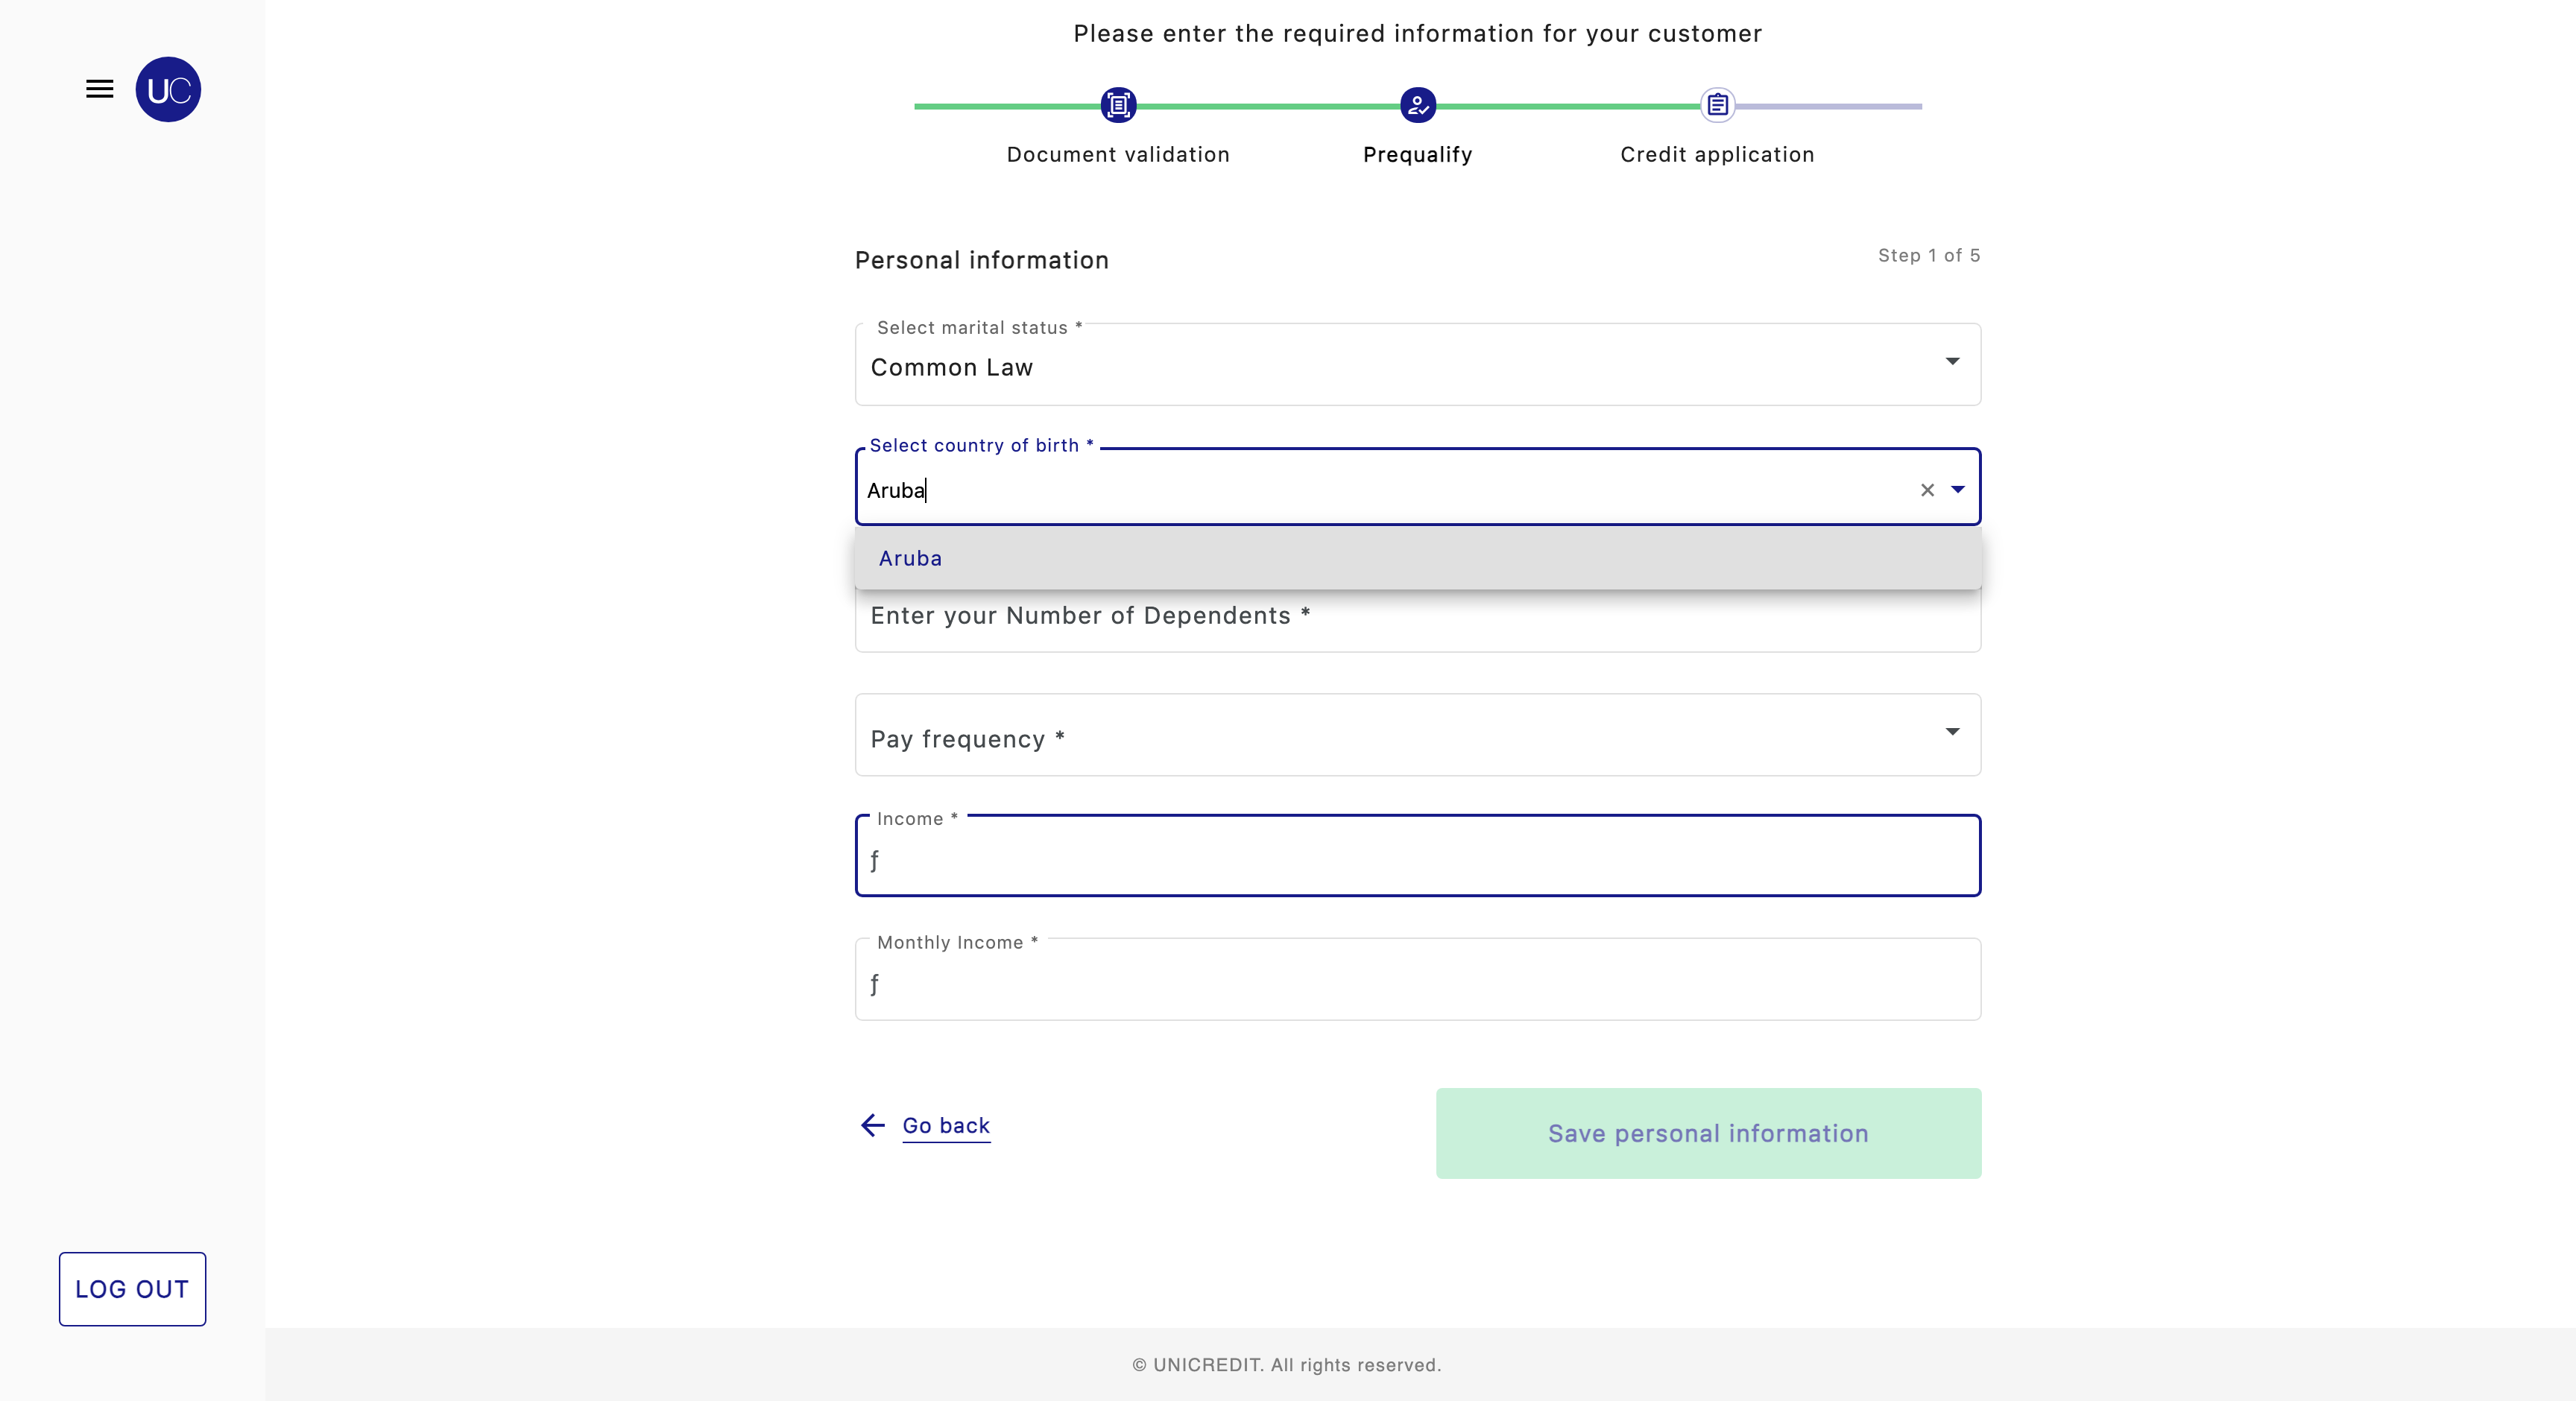 Please enter the required information for your customer
UC
Document validation
Prequalify
Credit application
Personal information
Step 1 of 5
Select marital status *
Common Law
Select country of birth *
Aruba
Aruba
Enter your Number of Dependents *
Pay frequency *
Income *
ƒ
Monthly Income *
ƒ
Go back
Save personal information
LOG OUT
© UNICREDIT. All rights reserved.